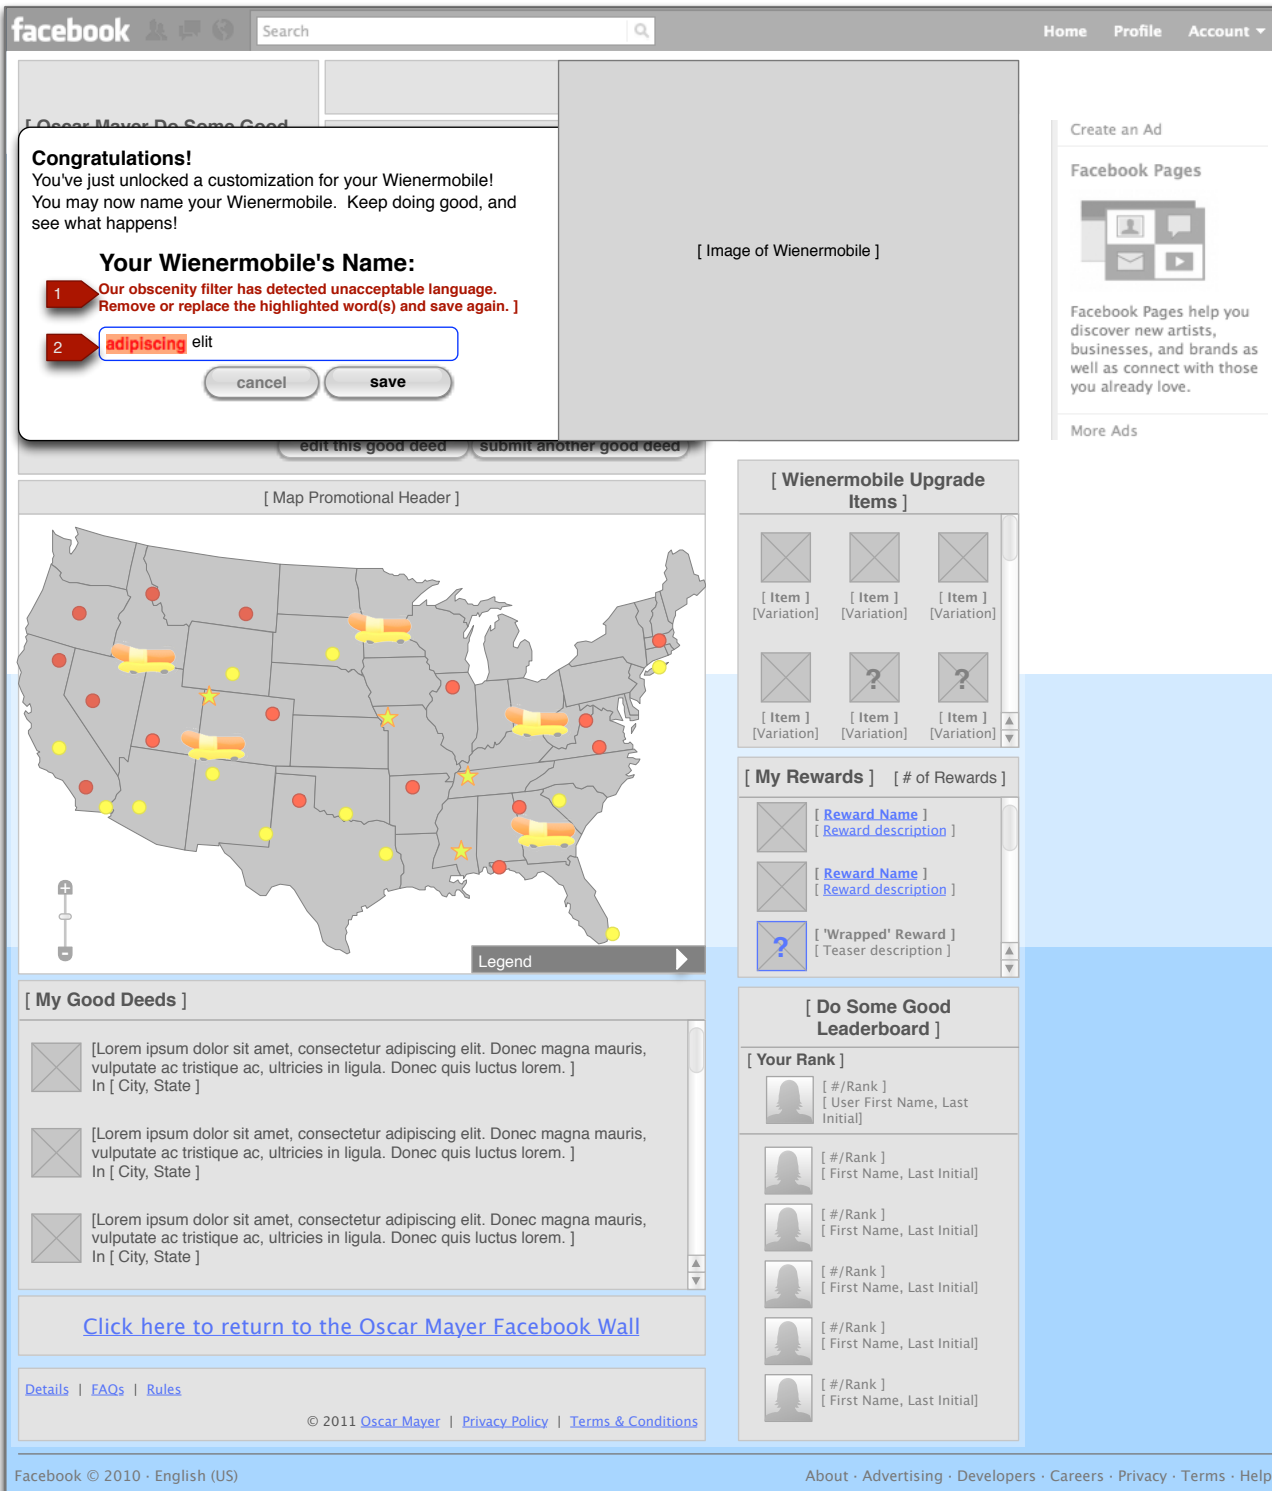 facebook
Search
Home Profile Account
[ Oscar Mayer Do Some Good
Congratulations!
You've just unlocked a customization for your Wienermobile!
You may now name your Wienermobile. Keep doing good, and
see what happens!
Your Wienermobile's Name:
1
Our obscenity filter has detected unacceptable language.
Remove or replace the highlighted word(s) and save again. ]
2
adipiscing elit
cancel save
[ Image of Wienermobile ]
edit this good deed submit another good deed
Create an Ad
Facebook Pages
Facebook Pages help you
discover new artists,
businesses, and brands as
well as connect with those
you already love.
More Ads
[ Map Promotional Header ]
Legend
[ Wienermobile Upgrade
Items ]
[ Item ] [ Item ] [ Item ]
[Variation] [Variation] [Variation]
? ?
[ Item ] [ Item ] [ Item ]
[Variation] [Variation] [Variation]
[ My Rewards ] [ # of Rewards ]
[ Reward Name ]
[ Reward description ]
[ Reward Name ]
[ Reward description ]
?
[ 'Wrapped' Reward ]
[ Teaser description ]
[ My Good Deeds ]
[Lorem ipsum dolor sit amet, consectetur adipiscing elit. Donec magna mauris,
vulputate ac tristique ac, ultricies in ligula. Donec quis luctus lorem. ]
In [ City, State ]
[Lorem ipsum dolor sit amet, consectetur adipiscing elit. Donec magna mauris,
vulputate ac tristique ac, ultricies in ligula. Donec quis luctus lorem. ]
In [ City, State ]
[Lorem ipsum dolor sit amet, consectetur adipiscing elit. Donec magna mauris,
vulputate ac tristique ac, ultricies in ligula. Donec quis luctus lorem. ]
In [ City, State ]
[ Do Some Good
Leaderboard ]
[ Your Rank ]
[ #/Rank ]
[ User First Name, Last
Initial]
[ #/Rank ]
[ First Name, Last Initial]
[ #/Rank ]
[ First Name, Last Initial]
[ #/Rank ]
[ First Name, Last Initial]
[ #/Rank ]
[ First Name, Last Initial]
[ #/Rank ]
[ First Name, Last Initial]
Click here to return to the Oscar Mayer Facebook Wall
Details | FAQs | Rules
© 2011 Oscar Mayer | Privacy Policy | Terms & Conditions
Facebook © 2010 · English (US)
About · Advertising · Developers · Careers · Privacy · Terms · Help